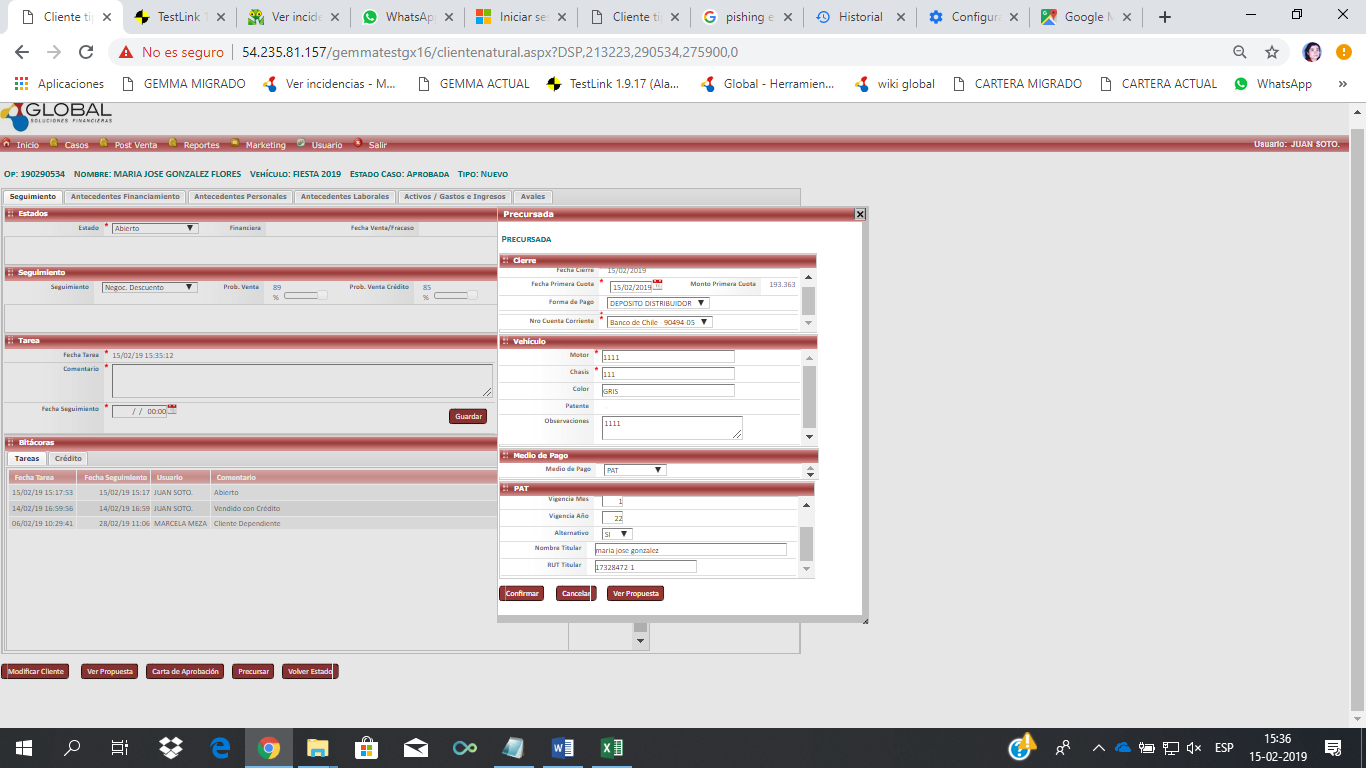 Cliente ti
TestLink 1
Ver incide
WhatsAp
Iniciar ses
Cliente ti
pishing e
Historial
Configura
Google M
No es seguro
54.235.81.157/gemmatestgx16/clientenatural.aspx?DSP,213223,290534,275900,0
Aplicaciones
GEMMA MIGRADO
Ver incidencias - M...
GEMMA ACTUAL
TestLink 1.9.17 (Ala...
Global - Herramien...
wiki global
CARTERA MIGRADO
CARTERA ACTUAL
WhatsApp
»
GLOBAL
SOLUCIONES FINANCIERAS
Inicio
Casos
Post Venta
Reportes
Marketing
Usuario
Salir
Usuario: JUAN SOTO.
Op: 190290534 Nombre: MARIA JOSE GONZALEZ FLORES Vehículo: FIESTA 2019 Estado Caso: Aprobada Tipo: Nuevo
Seguimiento
Antecedentes Financiamiento
Antecedentes Personales
Antecedentes Laborales
Activos / Gastos e Ingresos
Avales
Estados
Estado * Abierto
Financiera
Fecha Venta/Fracaso
Seguimiento
Seguimiento
Negoc. Descuento
Prob. Venta
89
%
Prob. Venta Crédito
85
%
Tarea
Fecha Tarea * 15/02/19 15:35:12
Comentario *
Fecha Seguimiento * / / 00:00
Guardar
Bitácoras
Tareas
Crédito
Fecha Tarea Fecha Seguimiento Usuario Comentario
15/02/19 15:17:53 15/02/19 15:17 JUAN SOTO. Abierto
14/02/19 16:59:56 14/02/19 16:59 JUAN SOTO. Vendido con Crédito
06/02/19 10:29:41 28/02/19 11:06 MARCELA MEZA Cliente Dependiente
Precursada
Precursada
Cierre
Fecha Cierre 15/02/2019
Fecha Primera Cuota * 15/02/2019
Monto Primera Cuota 193.363
Forma de Pago DEPOSITO DISTRIBUIDOR
*
Nro Cuenta Corriente * Banco de Chile 90494 05
Vehículo
Motor * 1111
Chasis * 111
Color GRIS
Patente
Observaciones 1111
Medio de Pago
Medio de Pago PAT
PAT
Vigencia Mes 1
Vigencia Año 22
Alternativo SI
Nombre Titular maria jose gonzalez
RUT Titular 17328472 1
Confirmar
Cancelar
Ver Propuesta
Modificar Cliente
Ver Propuesta
Carta de Aprobación
Precursar
Volver Estado
ESP
15:36
15-02-2019